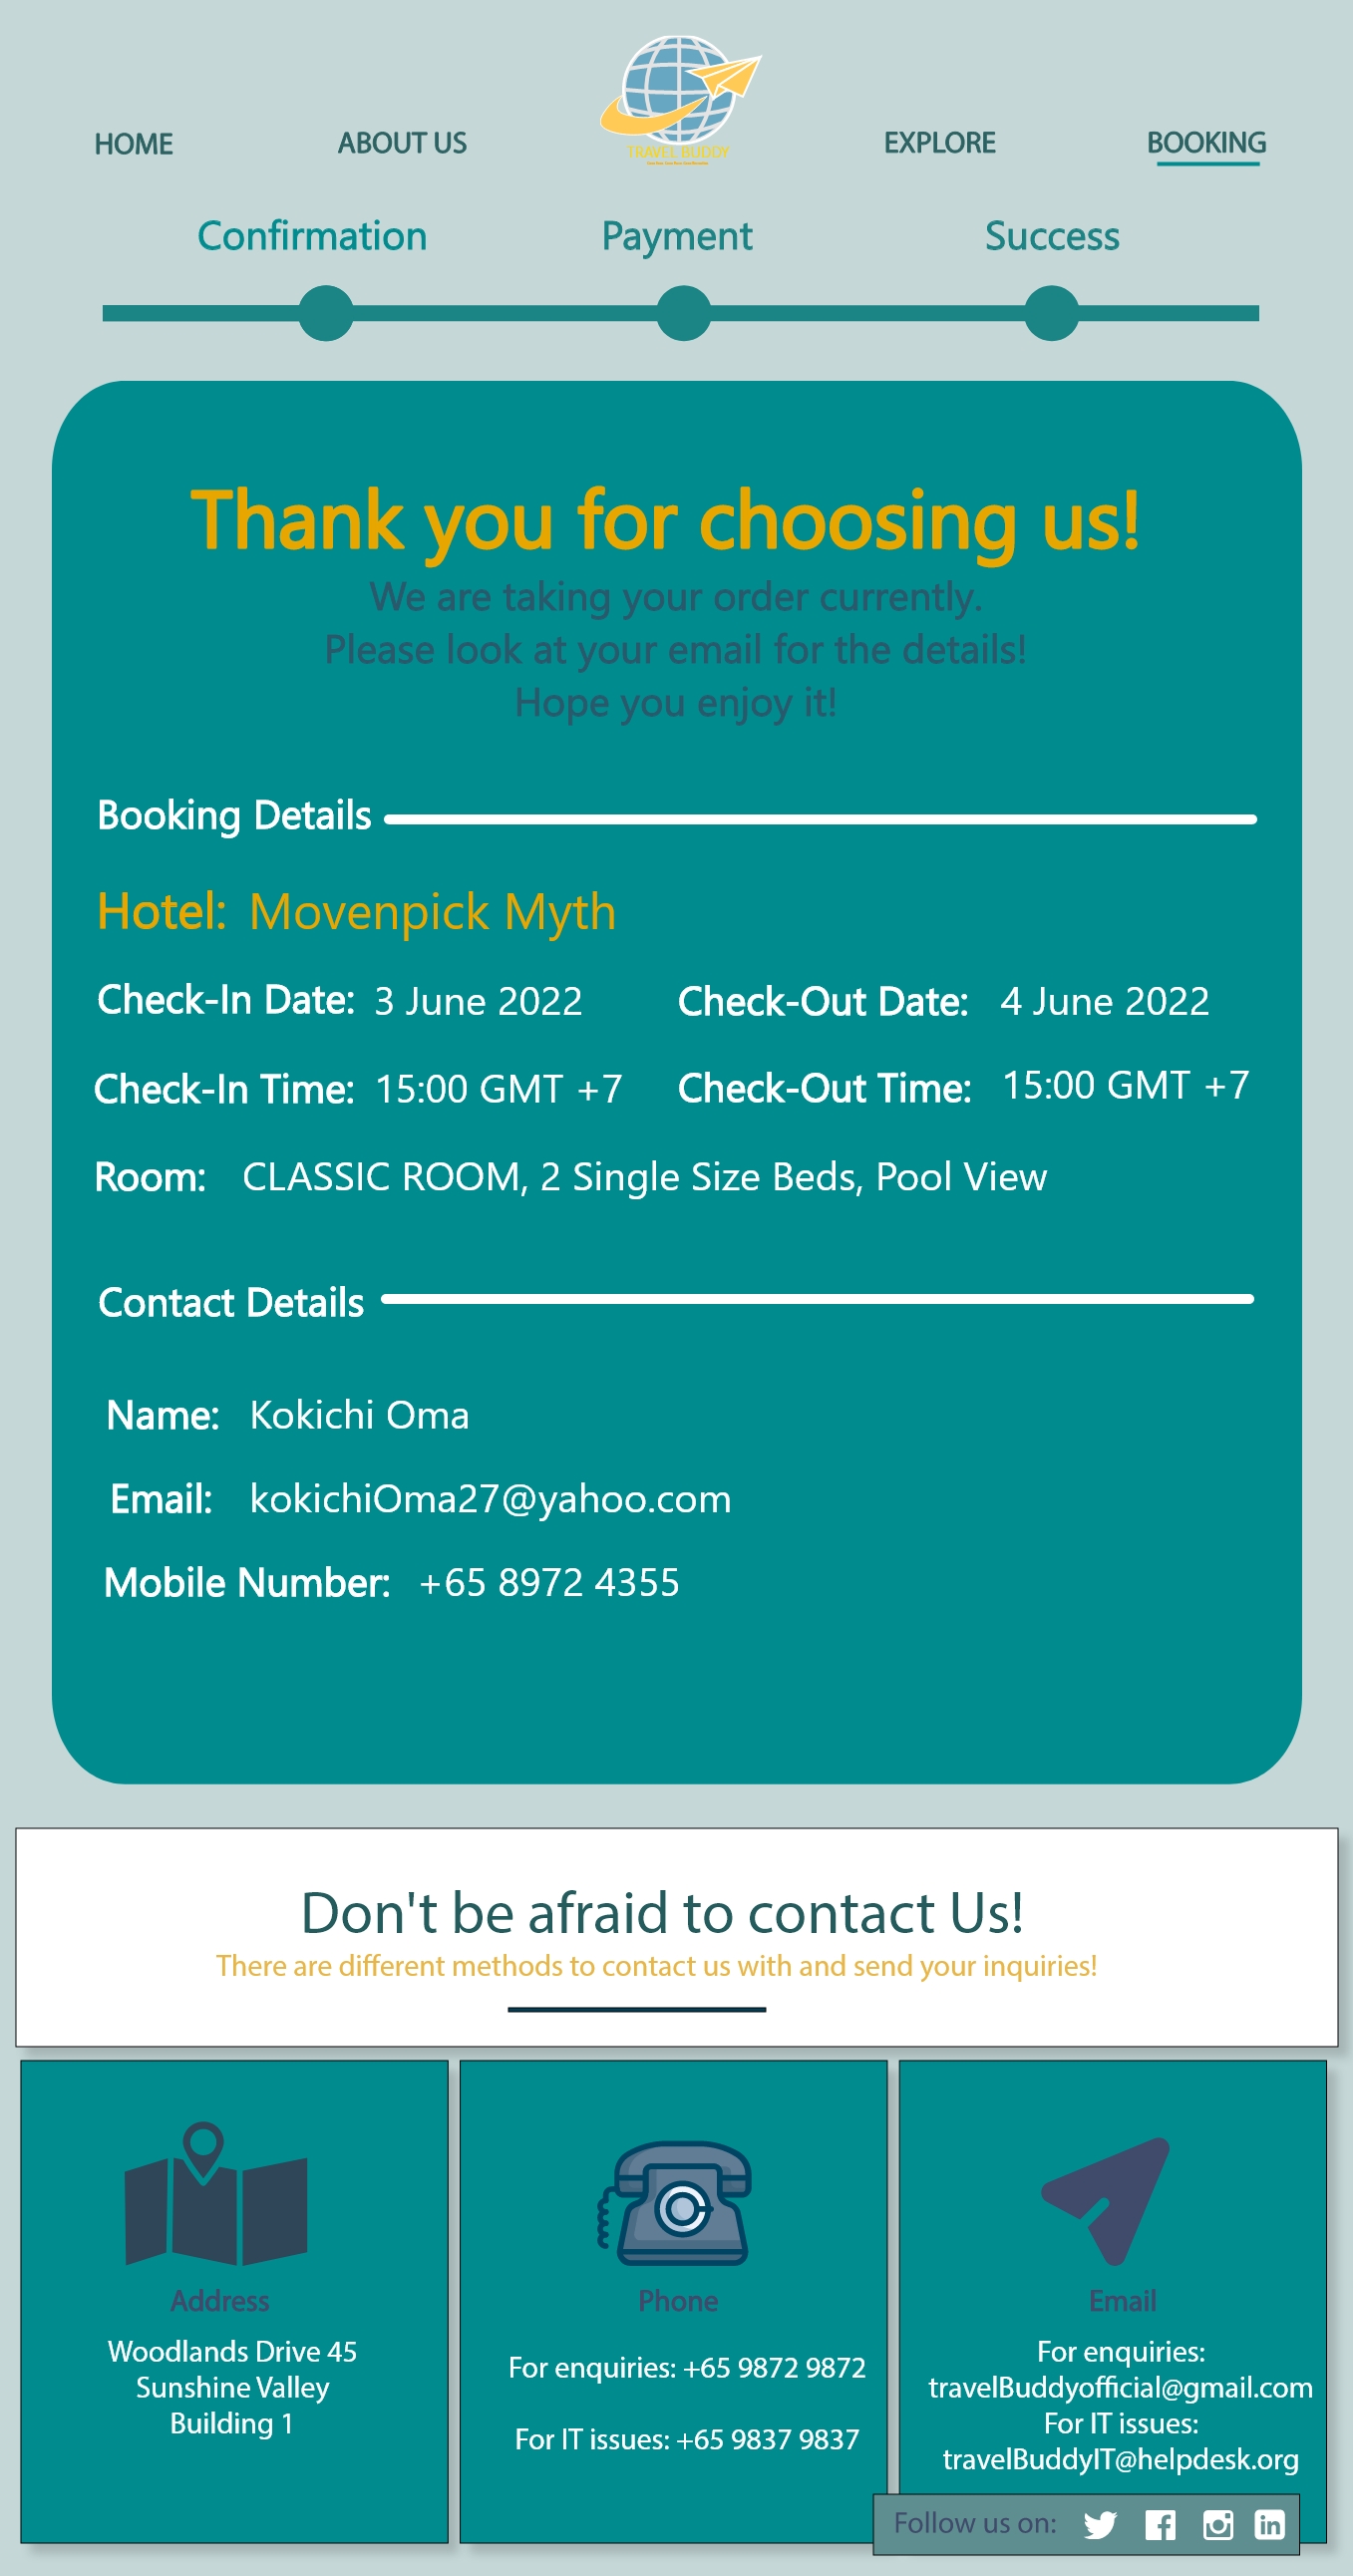 HOME
ABOUT US
TRAVEL BUDDY
EXPLORE
BOOKING
Confirmation
Payment
Success
Thank you for choosing us!
We are taking your order currently.
Please look at your email for the details!
Hope you enjoy it!
Booking Details
Hotel: Movenpick Myth
Check-In Date: 3 June 2022
Check-Out Date: 4 June 2022
Check-In Time: 15:00 GMT +7
Check-Out Time: 15:00 GMT +7
Room: CLASSIC ROOM, 2 Single Size Beds, Pool View
Contact Details
Name: Kokichi Oma
Email: kokichiOma27@yahoo.com
Mobile Number: +65 8972 4355
Don't be afraid to contact Us!
There are different methods to contact us with and send your inquiries!
Address
Woodlands Drive 45
Sunshine Valley
Building 1
Phone
For enquiries: +65 9872 9872
For IT issues: +65 9837 9837
Email
For enquiries:
travelBuddyofficial@gmail.com
For IT issues:
travelBuddyIT@helpdesk.org
Follow us on: